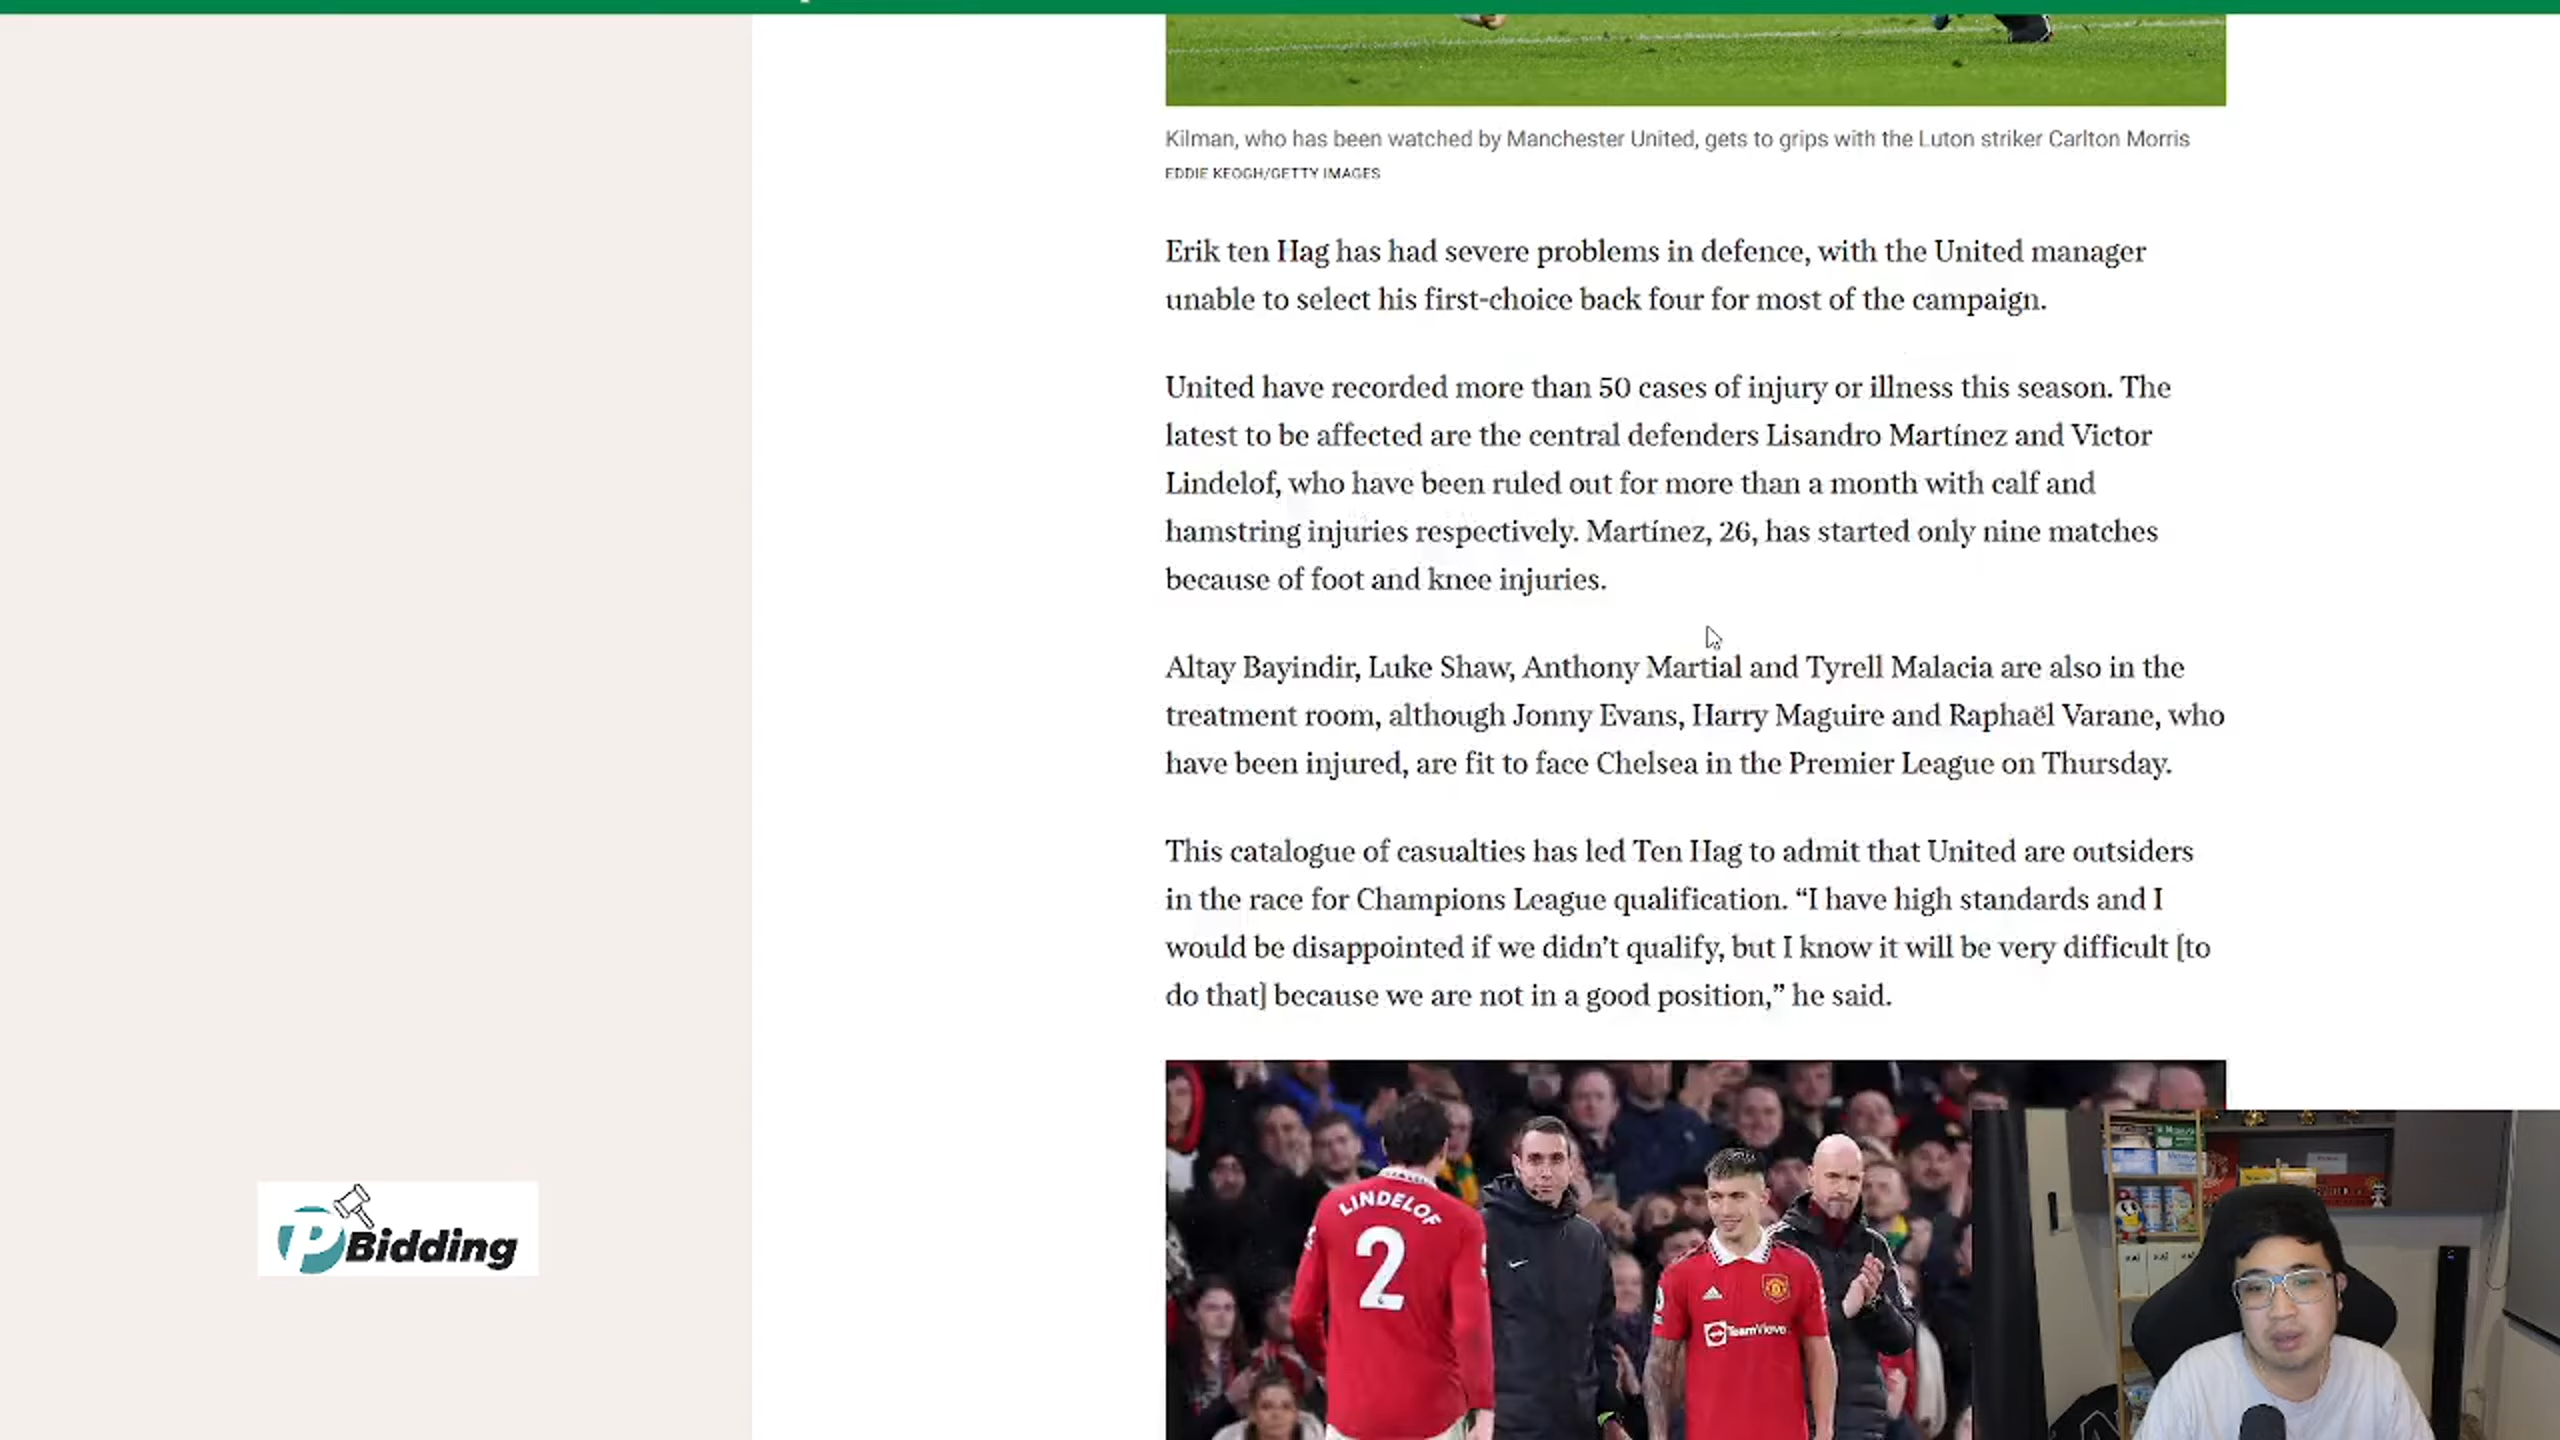 Kilman, who has been watched by Manchester United, gets to grips with the Luton striker Carlton Morris
EDDIE KEOGH/GETTY IMAGES
Erik ten Hag has had severe problems in defence, with the United manager
unable to select his first-choice back four for most of the campaign.
United have recorded more than 50 cases of injury or illness this season. The
latest to be affected are the central defenders Lisandro Martínez and Victor
Lindelof, who have been ruled out for more than a month with calf and
hamstring injuries respectively. Martínez, 26, has started only nine matches
because of foot and knee injuries.
Altay Bayindir, Luke Shaw, Anthony Martial and Tyrell Malacia are also in the
treatment room, although Jonny Evans, Harry Maguire and Raphaël Varane, who
have been injured, are fit to face Chelsea in the Premier League on Thursday.
This catalogue of casualties has led Ten Hag to admit that United are outsiders
in the race for Champions League qualification. “I have high standards and I
would be disappointed if we didn’t qualify, but I know it will be very difficult [to
do that] because we are not in a good position,” he said.
LINDELOF
2
TeamViewer
P Bidding